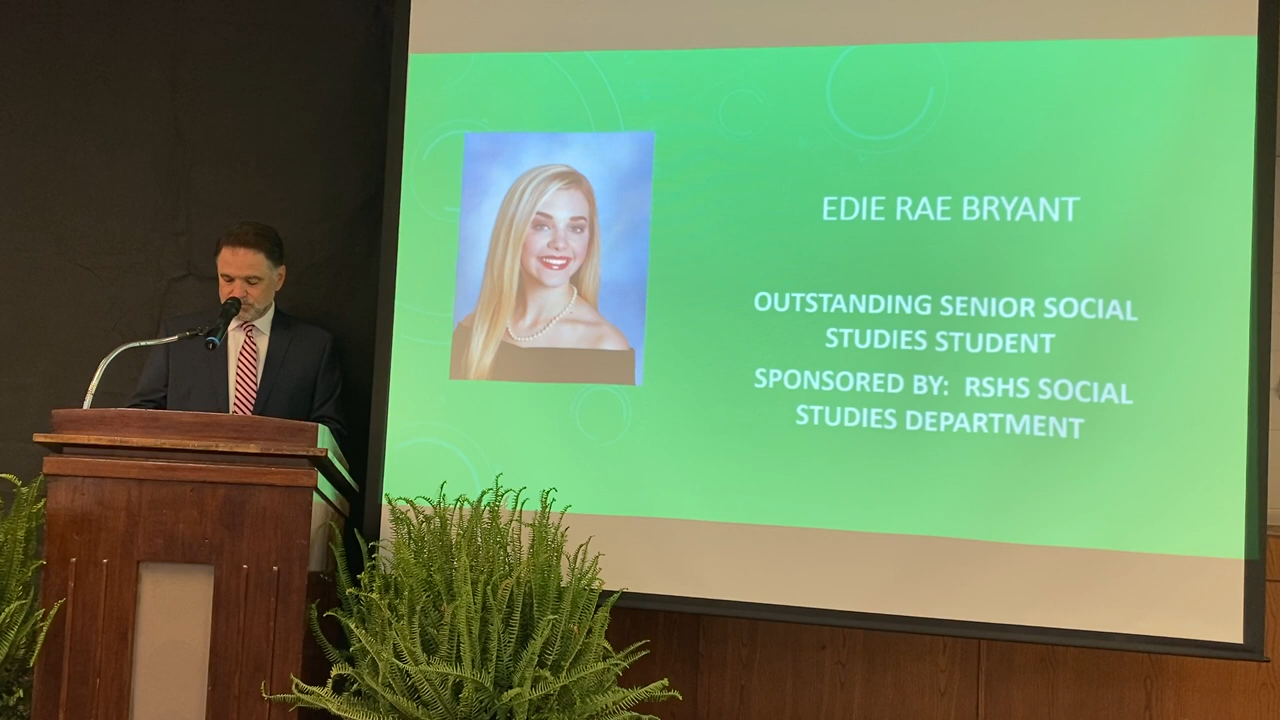 EDIE RAE BRYANT
OUTSTANDING SENIOR SOCIAL
STUDIES STUDENT
SPONSORED BY: RSHS SOCIAL
STUDIES DEPARTMENT